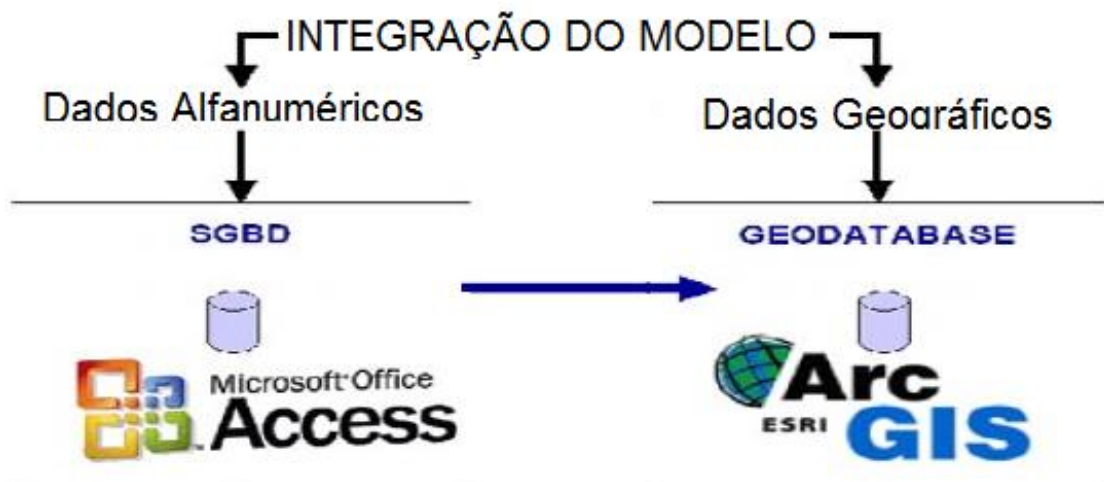 INTEGRAÇÃO DO MODELO
Dados Alfanuméricos
Dados Geográficos
SGBD
GEODATABASE
Microsoft Office
Access
Arc
ESRI
GIS